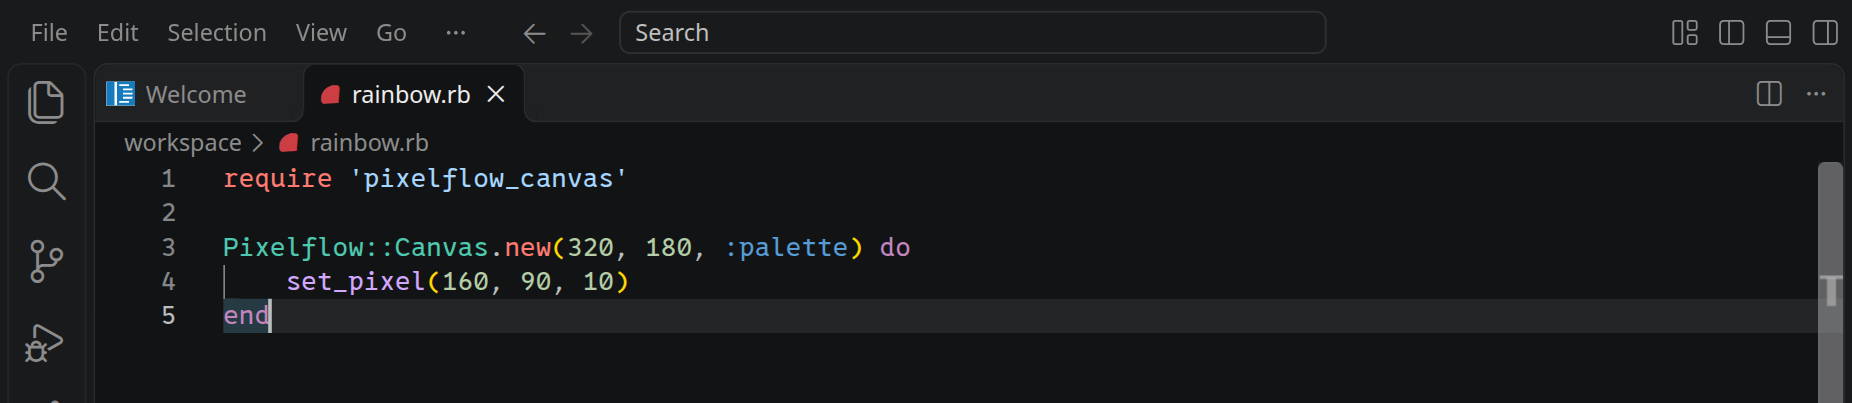 File Edit Selection View Go ··· Search
Welcome rainbow.rb
workspace > rainbow.rb
1 require 'pixelflow_canvas'
2
3 Pixelflow::Canvas.new(320, 180, :palette) do
4     set_pixel(160, 90, 10)
5 end